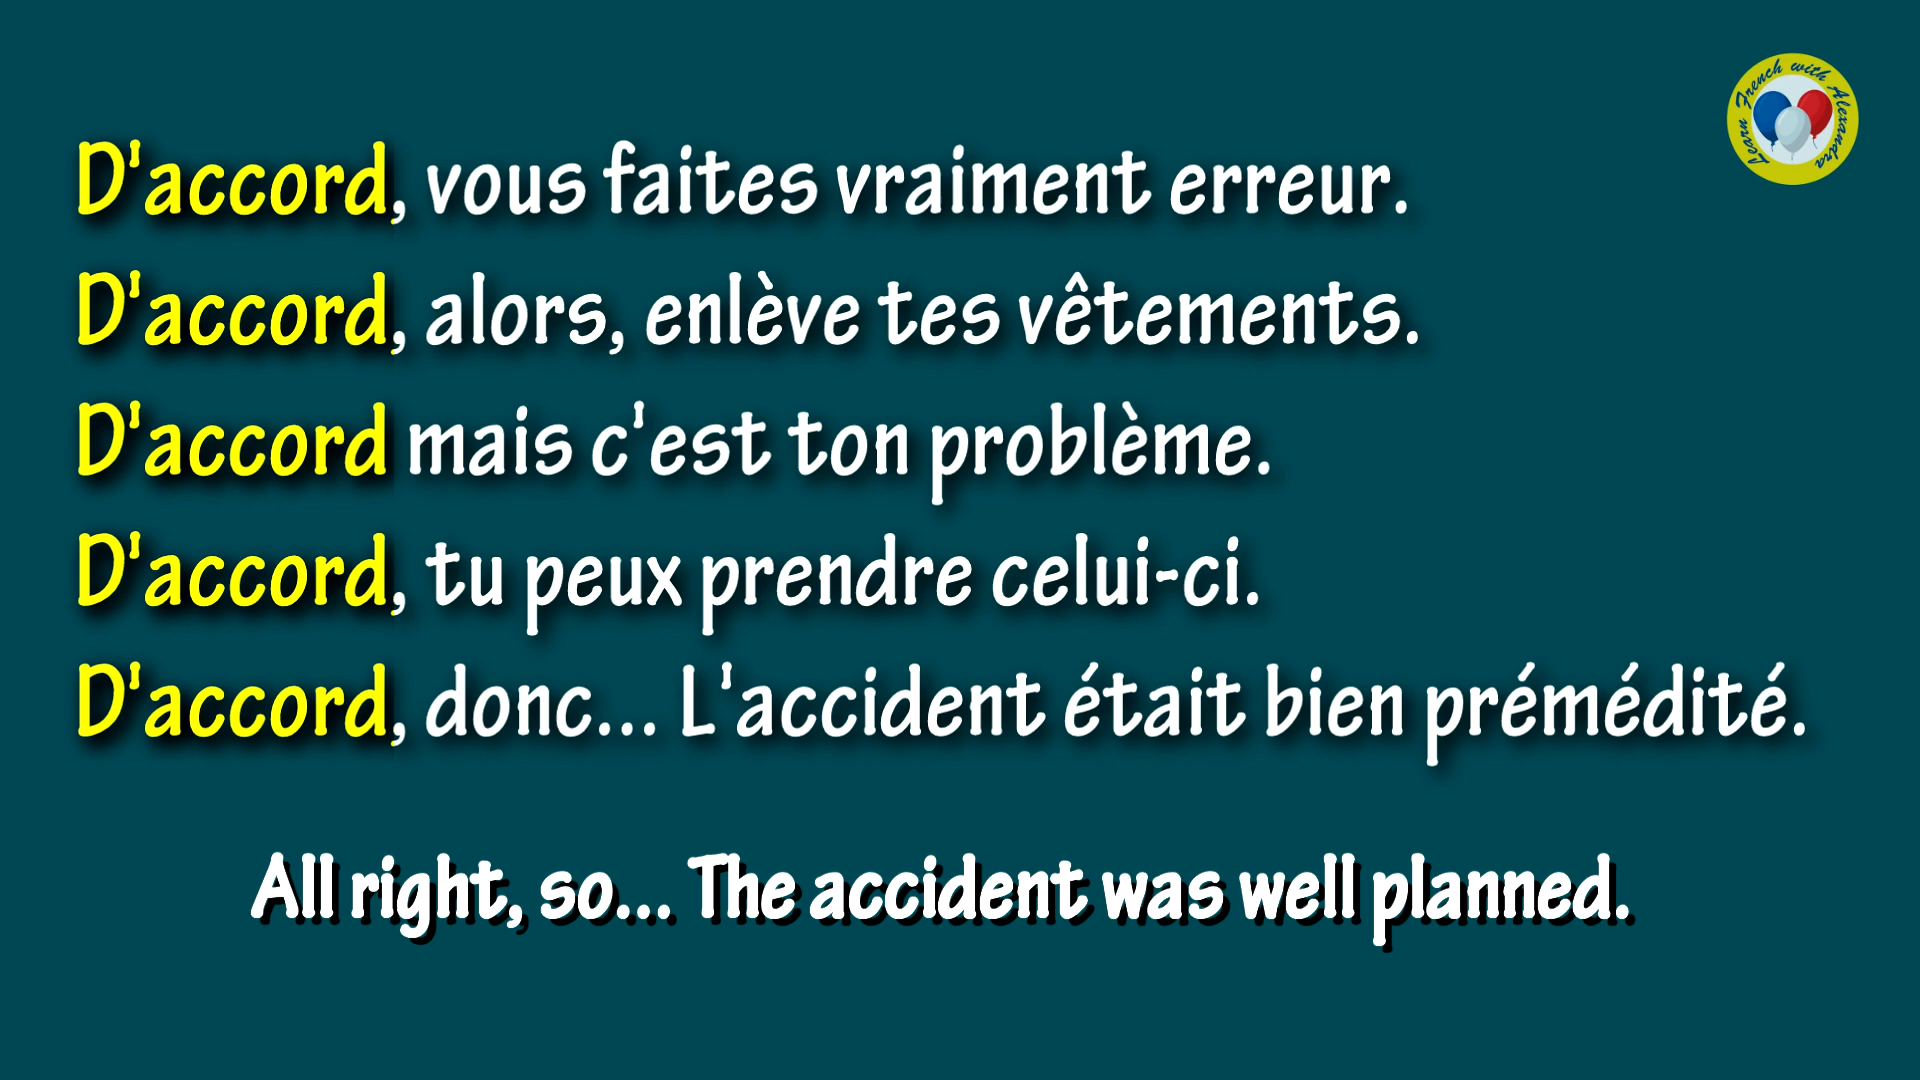 Learn French with Alexandra
D'accord, vous faites vraiment erreur.
D'accord, alors, enlève tes vêtements.
D'accord mais c'est ton problème.
D'accord, tu peux prendre celui-ci.
D'accord, donc... L'accident était bien prémédité.
All right, so... The accident was well planned.